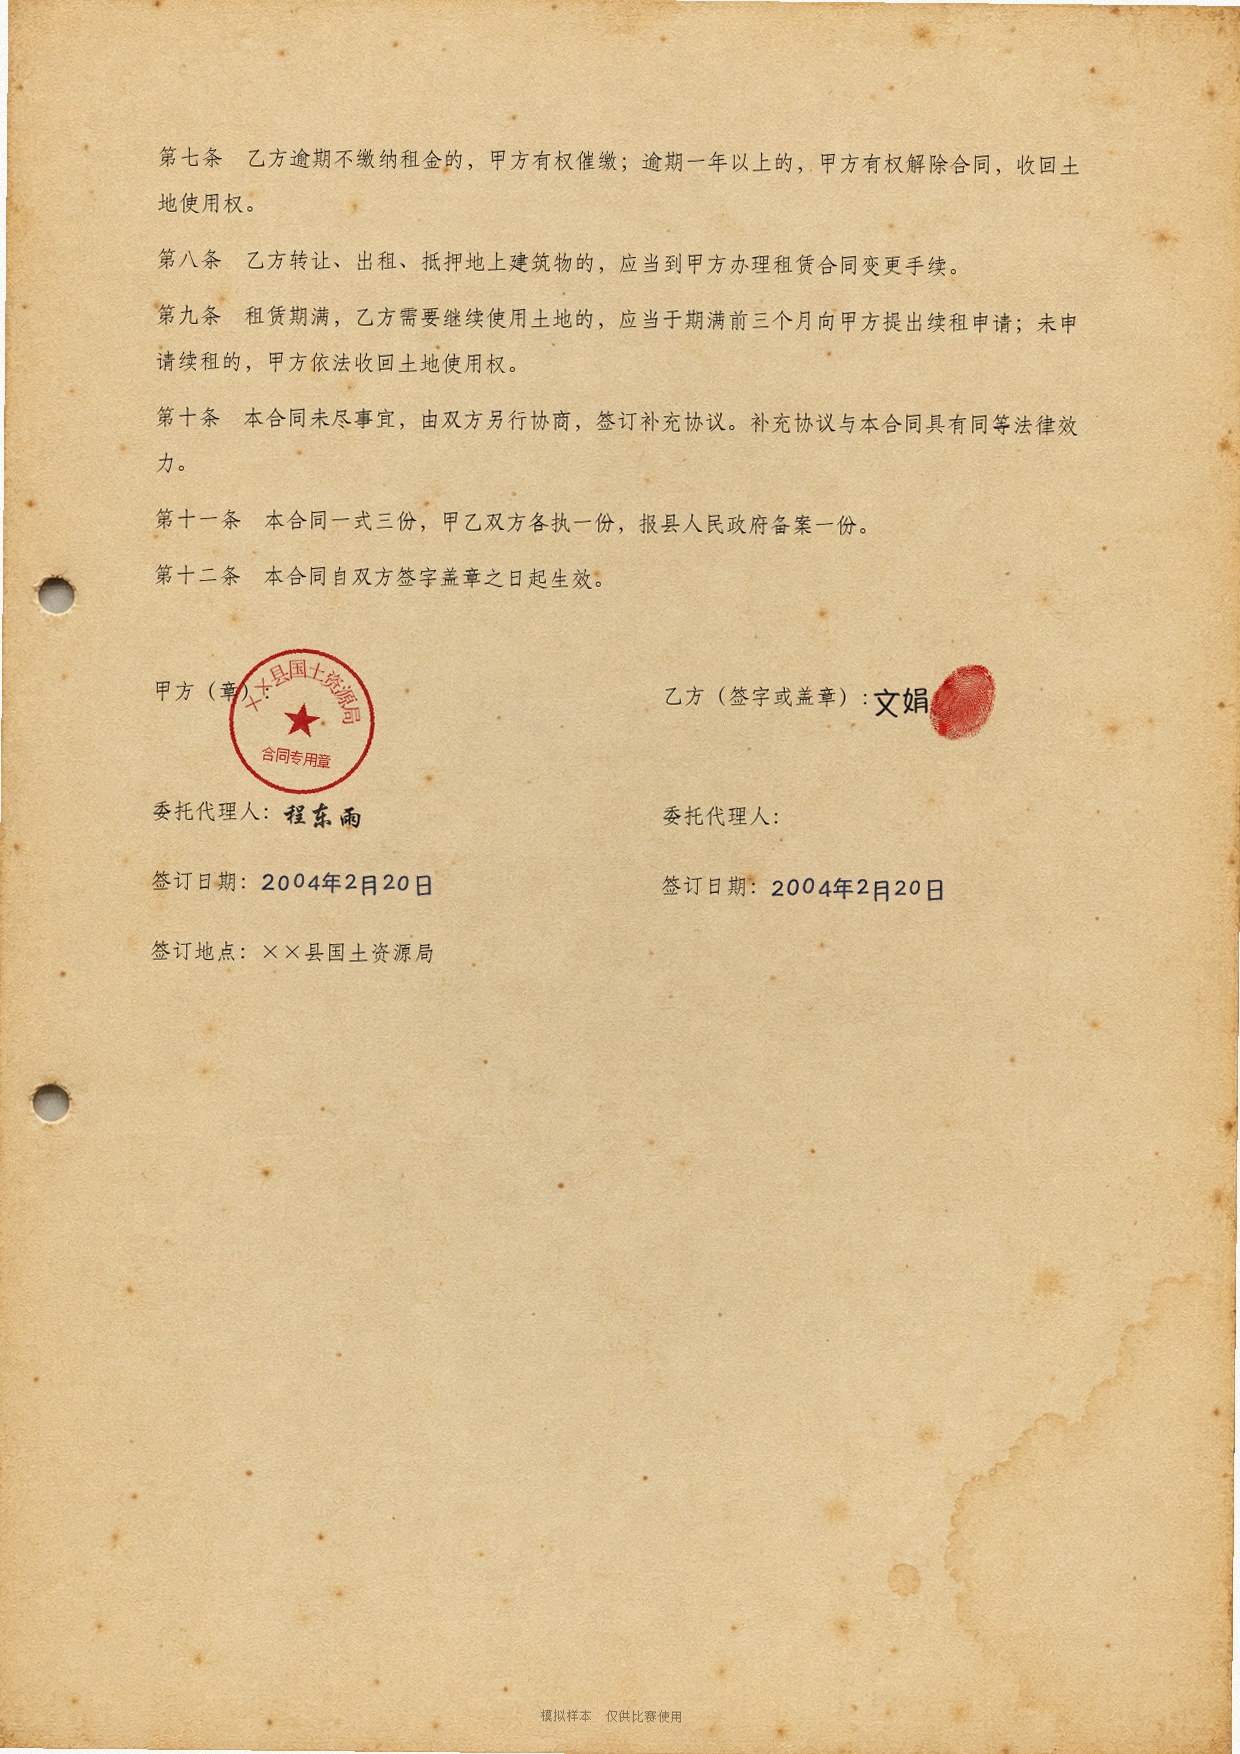 第七条　乙方逾期不缴纳租金的，甲方有权催缴；逾期一年以上的，甲方有权解除合同，收回土
地使用权。
第八条　乙方转让、出租、抵押地上建筑物的，应当到甲方办理租赁合同变更手续。
第九条　租赁期满，乙方需要继续使用土地的，应当于期满前三个月向甲方提出续租申请；未申
请续租的，甲方依法收回土地使用权。
第十条　本合同未尽事宜，由双方另行协商，签订补充协议。补充协议与本合同具有同等法律效
力。
第十一条　本合同一式三份，甲乙双方各执一份，报县人民政府备案一份。
第十二条　本合同自双方签字盖章之日起生效。
甲方（章）：
××县国土资源局
合同专用章
乙方（签字或盖章）：文娟
委托代理人：程东雨
委托代理人：
签订日期：2004年2月20日
签订日期：2004年2月20日
签订地点：××县国土资源局
模拟样本　仅供比赛使用